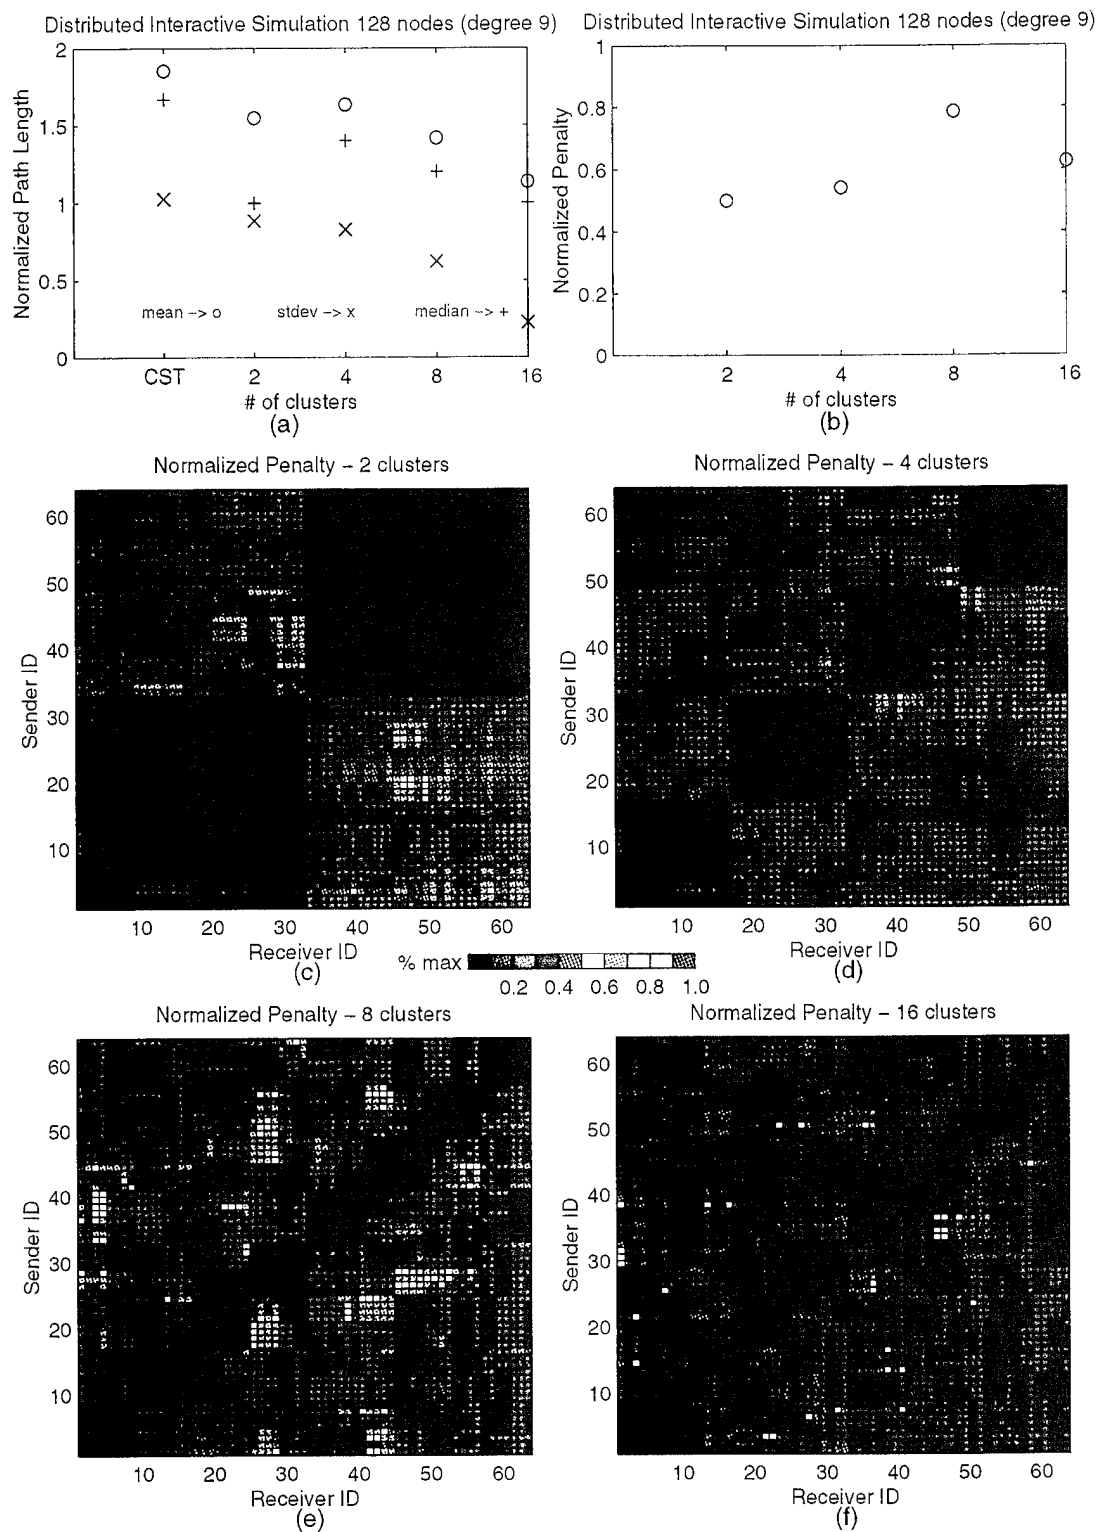 Distributed Interactive Simulation 128 nodes (degree 9)
Normalized Path Length
2
1.5
1
0.5
0
mean -> o
stdev -> x
median -> +
CST 2 4 8 16
# of clusters
(a)
Distributed Interactive Simulation 128 nodes (degree 9)
Normalized Penalty
1
0.8
0.6
0.4
0.2
0
2 4 8 16
# of clusters
(b)
Normalized Penalty – 2 clusters
Sender ID
60
50
40
30
20
10
10 20 30 40 50 60
Receiver ID
(c)
Normalized Penalty – 4 clusters
Sender ID
60
50
40
30
20
10
10 20 30 40 50 60
Receiver ID
(d)
% max
0.2 0.4 0.6 0.8 1.0
Normalized Penalty – 8 clusters
Sender ID
60
50
40
30
20
10
10 20 30 40 50 60
Receiver ID
(e)
Normalized Penalty – 16 clusters
Sender ID
60
50
40
30
20
10
10 20 30 40 50 60
Receiver ID
(f)